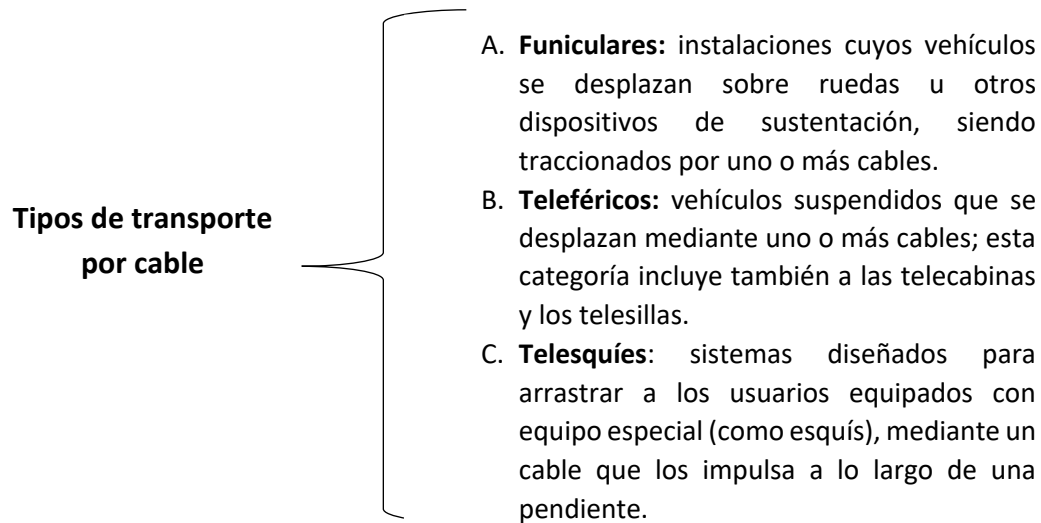 Tipos de transporte
por cable
A. Funiculares: instalaciones cuyos vehículos
se desplazan sobre ruedas u otros
dispositivos de sustentación, siendo
traccionados por uno o más cables.
B. Teleféricos: vehículos suspendidos que se
desplazan mediante uno o más cables; esta
categoría incluye también a las telecabinas
y los telesillas.
C. Telesquíes: sistemas diseñados para
arrastrar a los usuarios equipados con
equipo especial (como esquís), mediante un
cable que los impulsa a lo largo de una
pendiente.